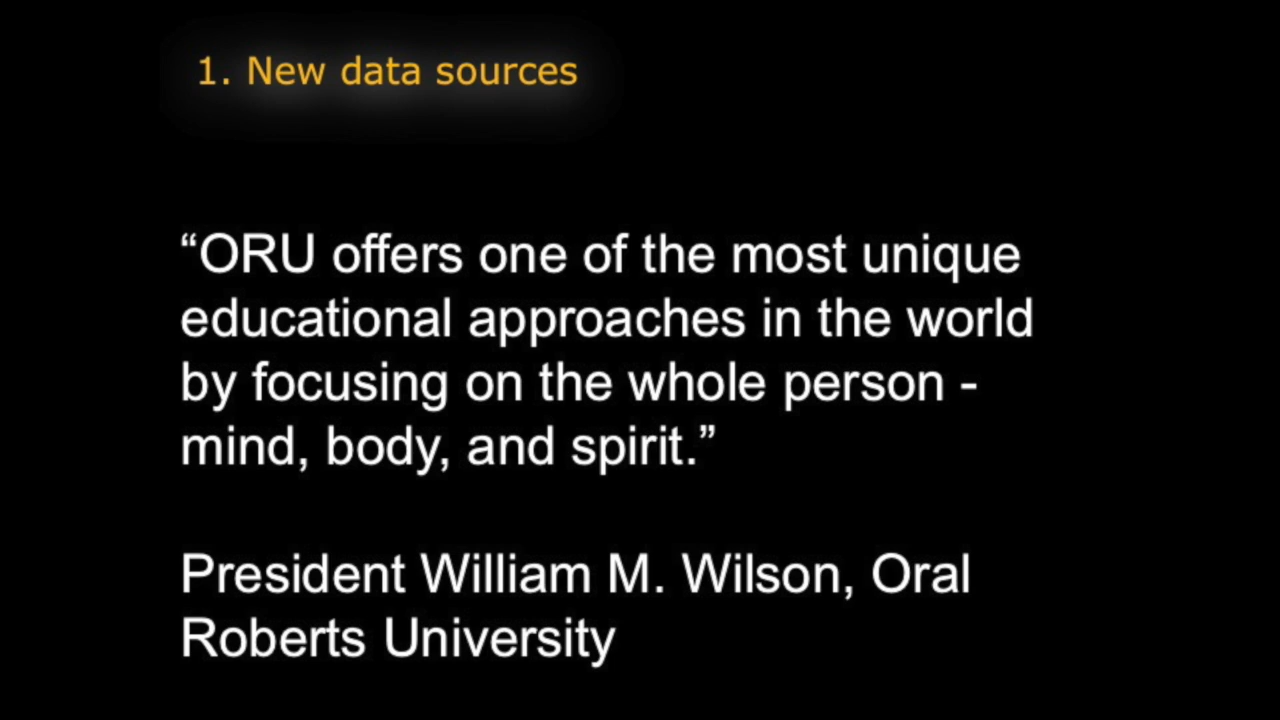 1. New data sources
“ORU offers one of the most unique
educational approaches in the world
by focusing on the whole person -
mind, body, and spirit.”
President William M. Wilson, Oral
Roberts University